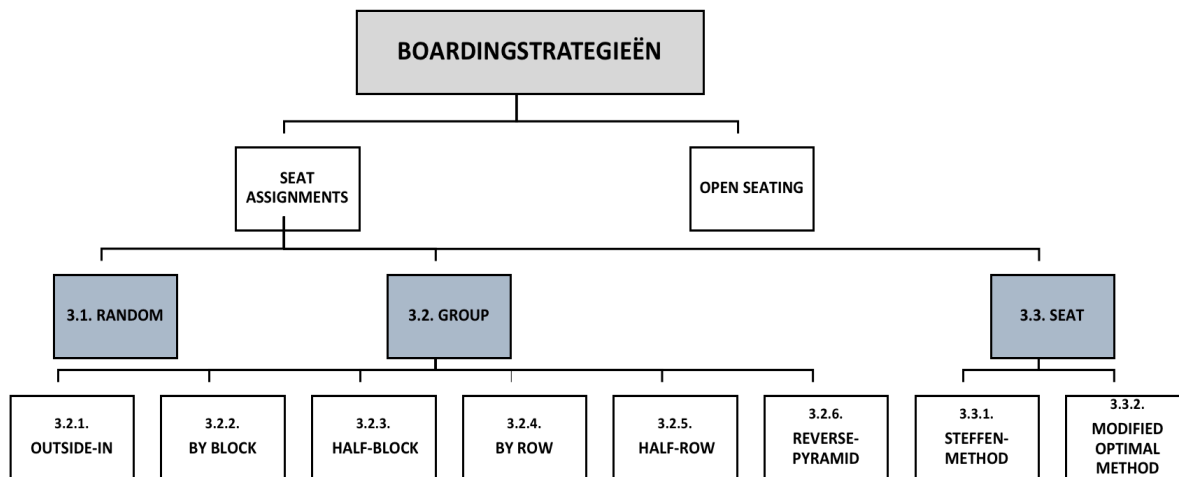 BOARDINGSTRATEGIEËN
SEAT
ASSIGNMENTS
OPEN SEATING
3.1. RANDOM
3.2. GROUP
3.3. SEAT
3.2.1.
OUTSIDE-IN
3.2.2.
BY BLOCK
3.2.3.
HALF-BLOCK
3.2.4.
BY ROW
3.2.5.
HALF-ROW
3.2.6.
REVERSE-
PYRAMID
3.3.1.
STEFFEN-
METHOD
3.3.2.
MODIFIED
OPTIMAL
METHOD